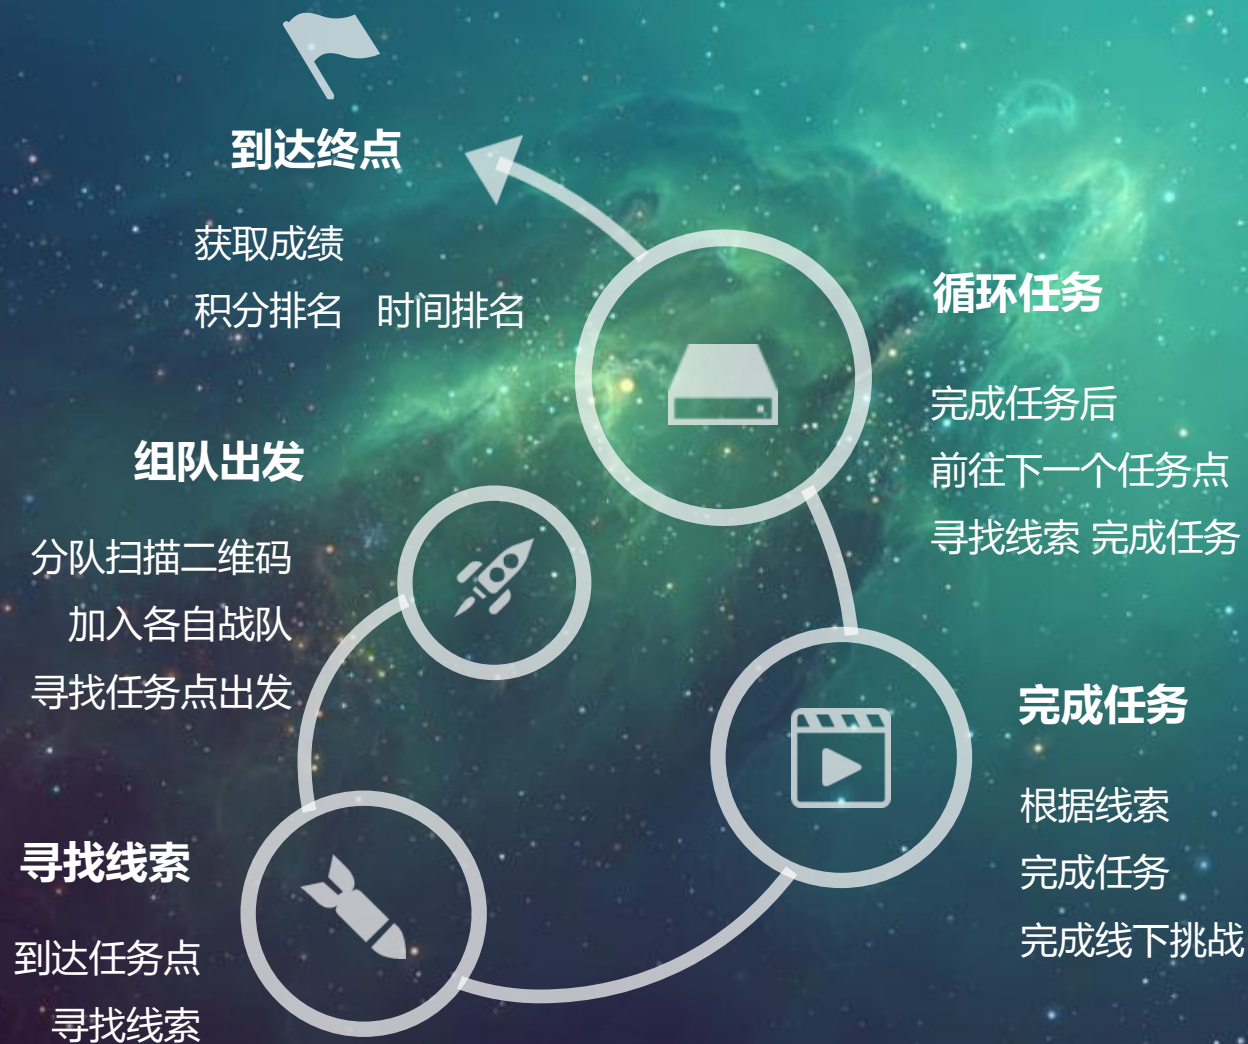 到达终点
获取成绩
积分排名 时间排名
循环任务
完成任务后
前往下一个任务点
寻找线索 完成任务
组队出发
分队扫描二维码
加入各自战队
寻找任务点出发
完成任务
根据线索
完成任务
完成线下挑战
寻找线索
到达任务点
寻找线索